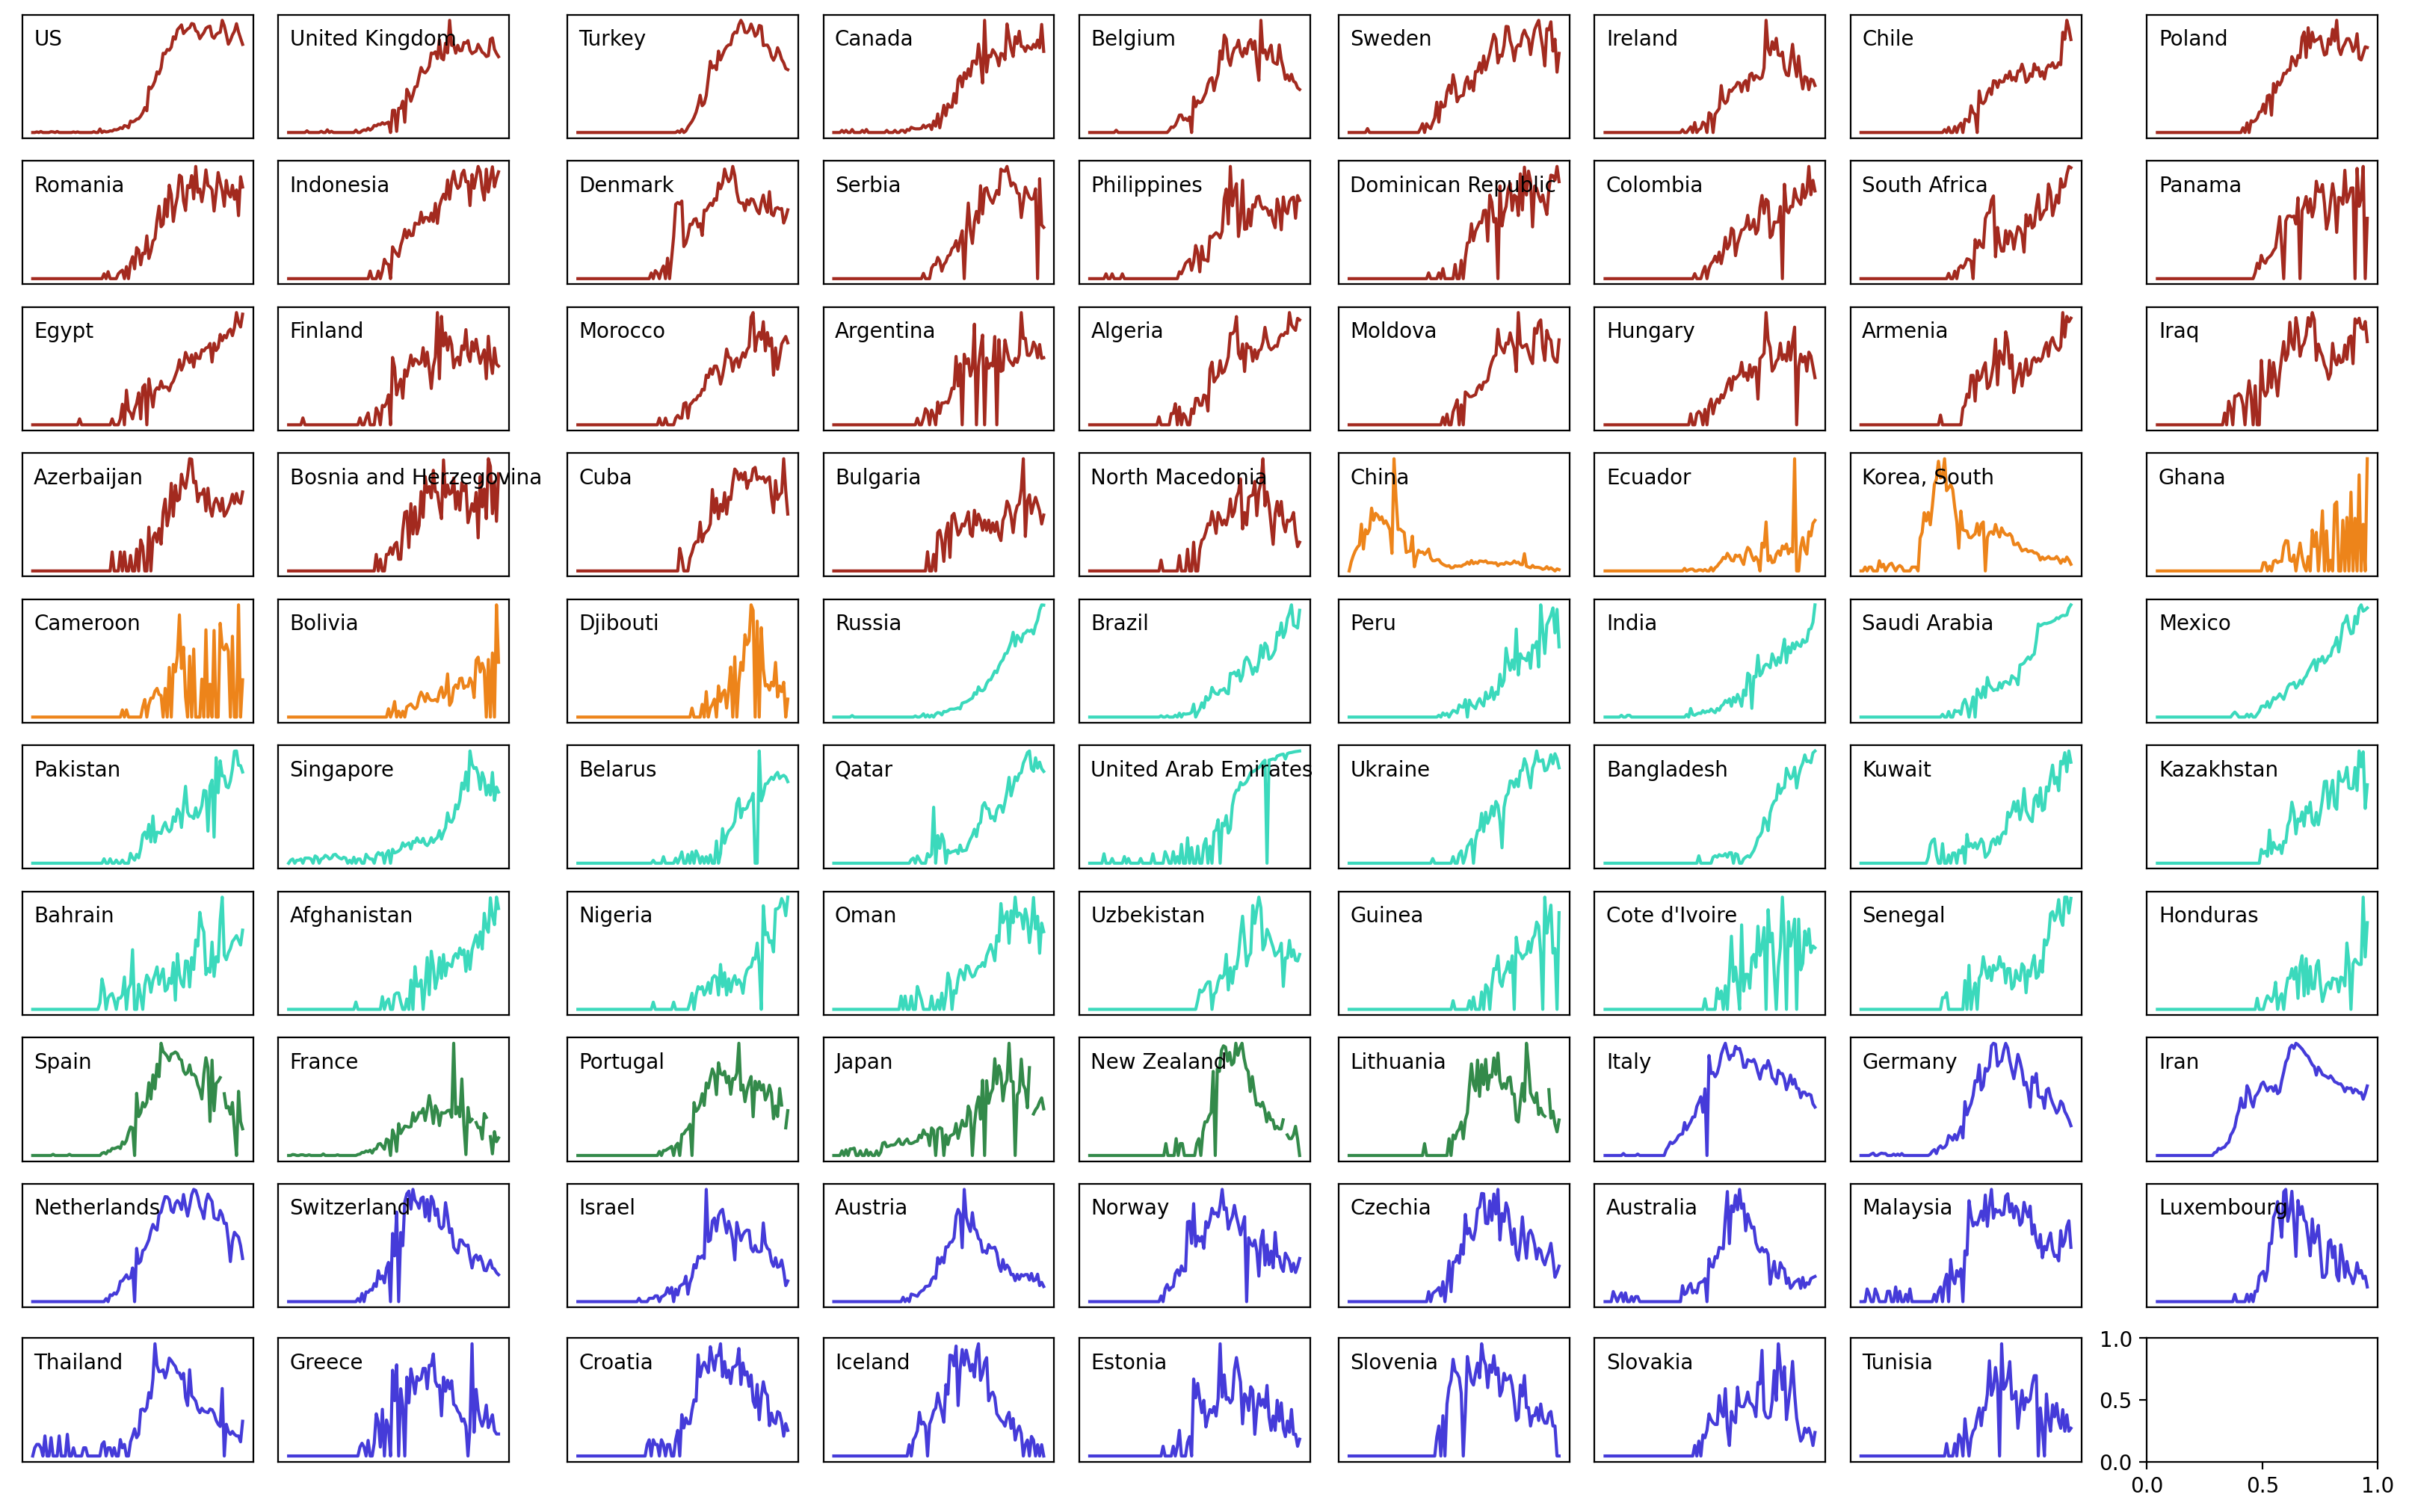 US
United Kingdom
Turkey
Canada
Belgium
Sweden
Ireland
Chile
Poland
Romania
Indonesia
Denmark
Serbia
Philippines
Dominican Republic
Colombia
South Africa
Panama
Egypt
Finland
Morocco
Argentina
Algeria
Moldova
Hungary
Armenia
Iraq
Azerbaijan
Bosnia and Herzegovina
Cuba
Bulgaria
North Macedonia
China
Ecuador
Korea, South
Ghana
Cameroon
Bolivia
Djibouti
Russia
Brazil
Peru
India
Saudi Arabia
Mexico
Pakistan
Singapore
Belarus
Qatar
United Arab Emirates
Ukraine
Bangladesh
Kuwait
Kazakhstan
Bahrain
Afghanistan
Nigeria
Oman
Uzbekistan
Guinea
Cote d'Ivoire
Senegal
Honduras
Spain
France
Portugal
Japan
New Zealand
Lithuania
Italy
Germany
Iran
Netherlands
Switzerland
Israel
Austria
Norway
Czechia
Australia
Malaysia
Luxembourg
Thailand
Greece
Croatia
Iceland
Estonia
Slovenia
Slovakia
Tunisia
1.0
0.5
0.0
0.0 0.5 1.0